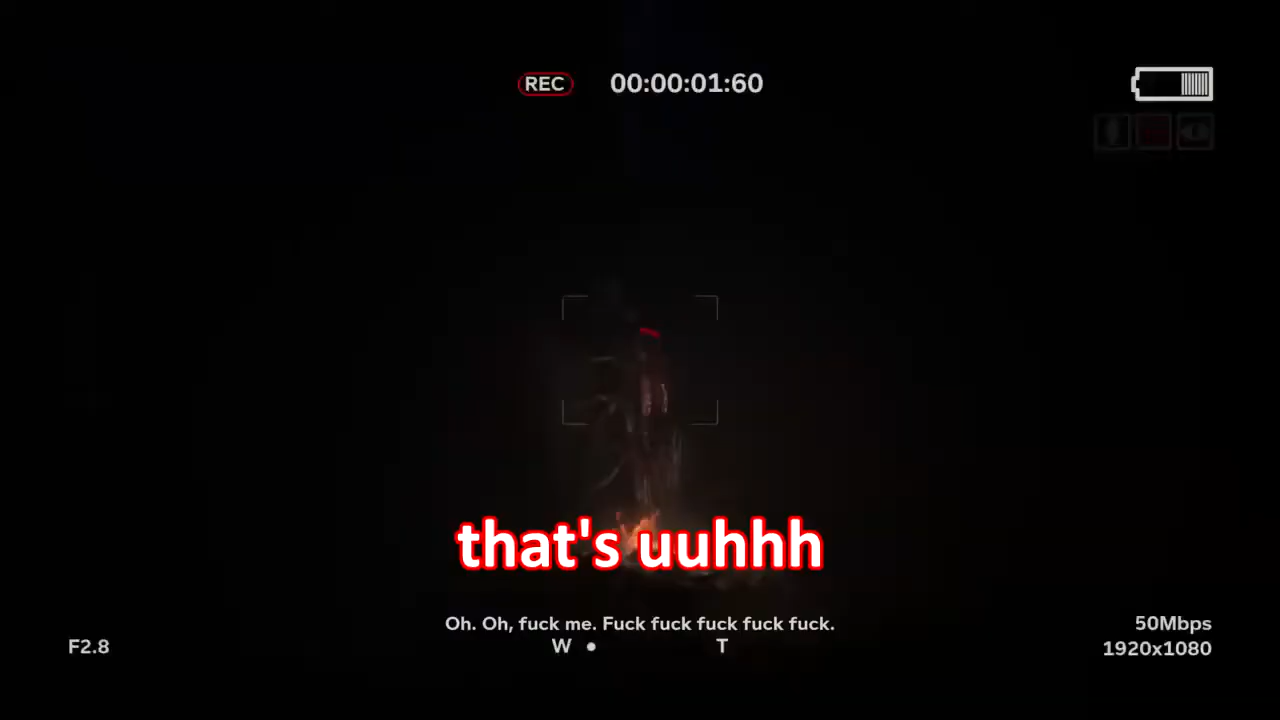 REC 00:00:01:60
that's uuhhh
Oh. Oh, fuck me. Fuck fuck fuck fuck fuck.
W T
F2.8
50Mbps
1920x1080